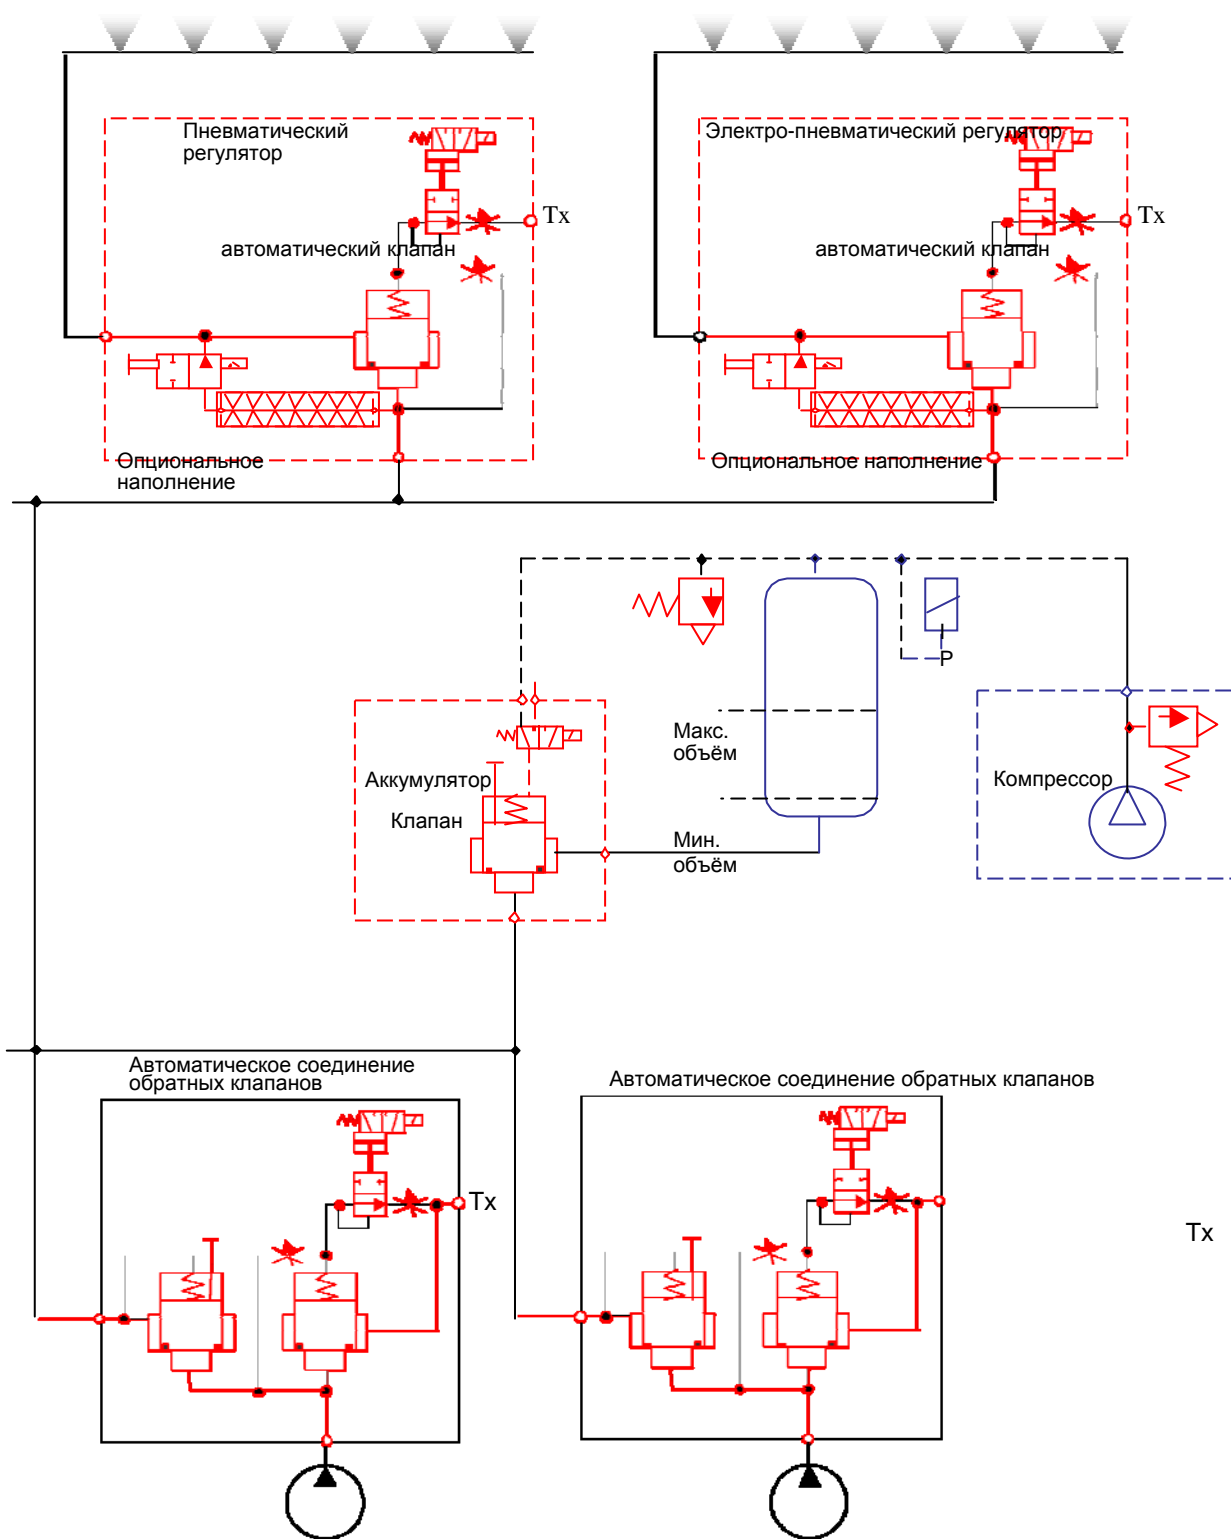 Пневматический
регулятор
Электро-пневматический регулятор
Tx
Tx
автоматический клапан
автоматический клапан
Опциональное
наполнение
Опциональное наполнение
P
Макс.
объём
Аккумулятор
Компрессор
Клапан
Мин.
объём
Автоматическое соединение
обратных клапанов
Автоматическое соединение обратных клапанов
Tx
Tx